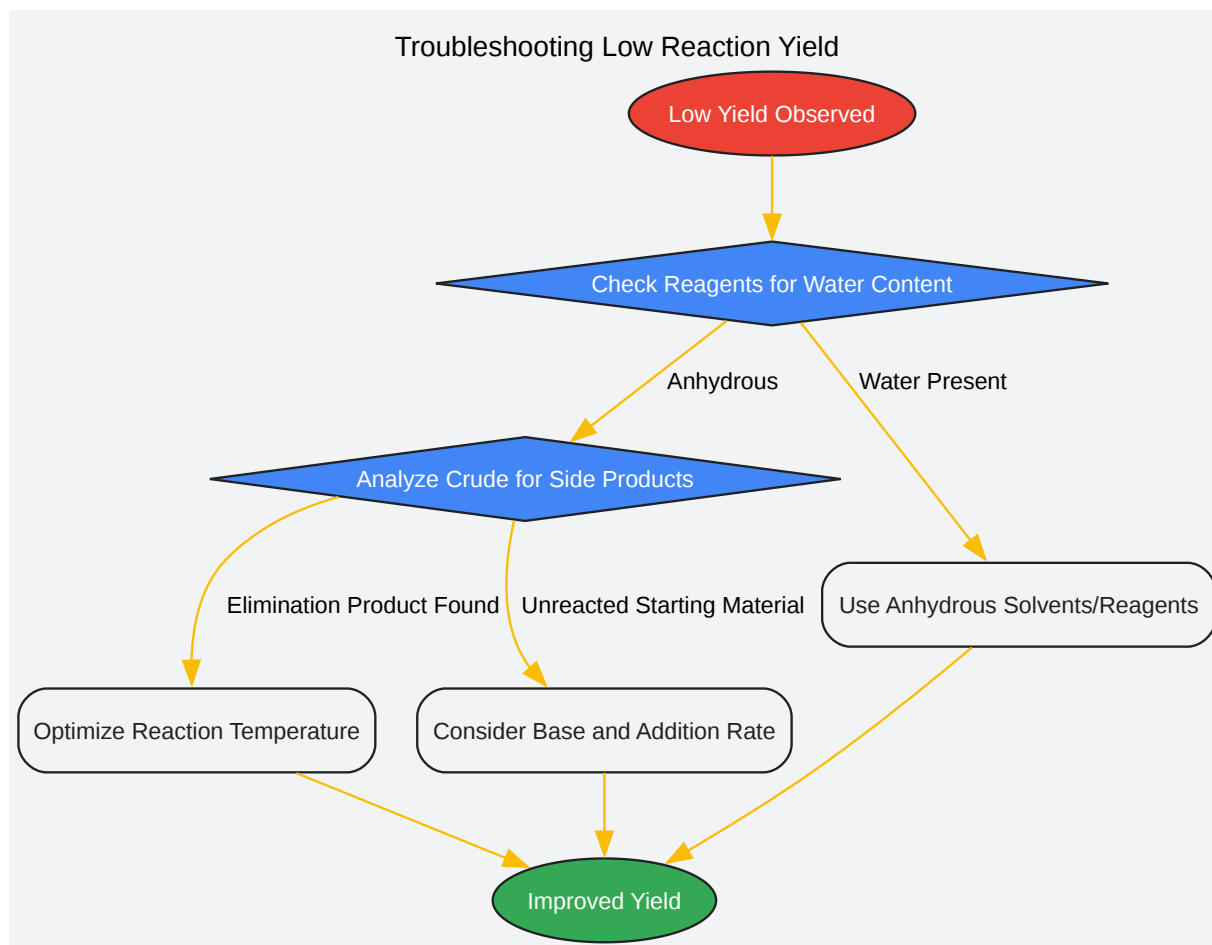 Troubleshooting Low Reaction Yield
Low Yield Observed
Check Reagents for Water Content
Anhydrous
Water Present
Analyze Crude for Side Products
Elimination Product Found
Unreacted Starting Material
Use Anhydrous Solvents/Reagents
Optimize Reaction Temperature
Consider Base and Addition Rate
Improved Yield